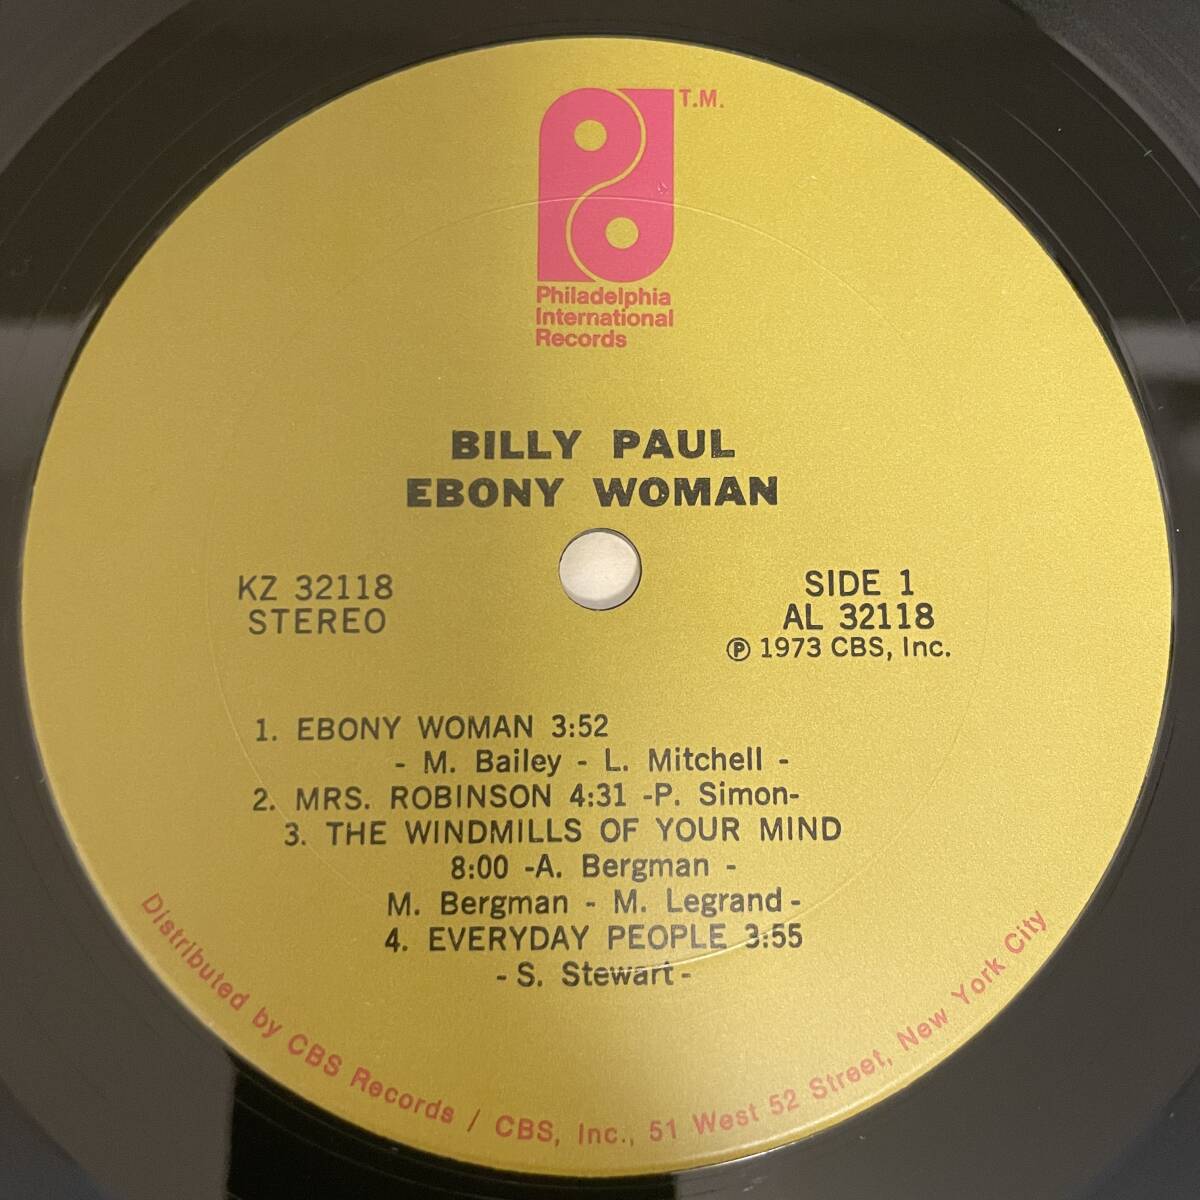 T.M.
Philadelphia
International
Records
BILLY PAUL
EBONY WOMAN
KZ 32118
STEREO
SIDE 1
AL 32118
Ⓟ 1973 CBS, Inc.
1. EBONY WOMAN 3:52
- M. Bailey - L. Mitchell -
2. MRS. ROBINSON 4:31 -P. Simon-
3. THE WINDMILLS OF YOUR MIND
8:00 -A. Bergman -
M. Bergman - M. Legrand-
4. EVERYDAY PEOPLE 3:55
- S. Stewart -
Distributed by CBS Records / CBS, Inc., 51 West 52 Street, New York City